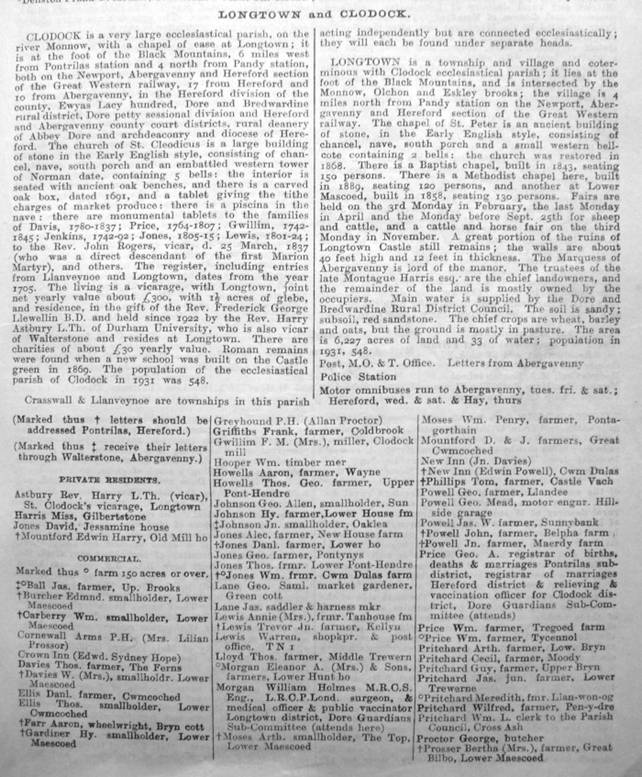 LONGTOWN and CLODOCK.
CLODOCK is a very large ecclesiastical parish, on the
river Monnow, with a chapel of ease at Longtown; it
is at the foot of the Black Mountains, 6 miles west
from Pontrilas station and 4 north from Pandy station,
both on the Newport, Abergavenny and Hereford section
of the Great Western railway, 17 from Hereford and
10 from Abergavenny, in the Hereford division of the
county, Ewyas Lacy hundred, Dore and Bredwardine
rural district, Dore petty sessional division and Hereford
and Abergavenny county court districts, rural deanery
of Abbey Dore and archdeaconry and diocese of Here-
ford. The church of St. Cleodicus is a large building
of stone in the Early English style, consisting of chan-
cel, nave, south porch and an embattled western tower
of Norman date, containing 5 bells: the interior is
seated with ancient oak benches, and there is a carved
oak box, dated 1691, and a tablet giving the tithe
charges of market produce: there is a piscina in the
nave: there are monumental tablets to the families
of Davis, 1780-1837; Price, 1764-1807; Gwillim, 1742-
1845; Jenkins, 1742-92; Jones, 1805-15; Lewis, 1801-24;
to the Rev. John Rogers, vicar, d. 25 March, 1837
(who was a direct descendant of the first Marion
Martyr), and others. The register, including entries
from Llanveynoe and Longtown, dates from the year
1705. The living is a vicarage, with Longtown, joint
net yearly value about £300, with 1½ acres of glebe,
and residence, in the gift of the Rev. Frederick George
Llewellin B.D. and held since 1922 by the Rev. Harry
Astbury L.Th. of Durham University, who is also vicar
of Walterstone and resides at Longtown. There are
charities of about £30 yearly value. Roman remains
were found when a new school was built on the Castle
green in 1869. The population of the ecclesiastical
parish of Clodock in 1931 was 548.
Crasswall & Llanveynoe are townships in this parish
acting independently but are connected ecclesiastically;
they will each be found under separate heads.
LONGTOWN is a township and village and coter-
minous with Clodock ecclesiastical parish; it lies at the
foot of the Black Mountains, and is intersected by the
Monnow, Olchon and Eskley brooks; the village is 4
miles north from Pandy station on the Newport, Aber-
gavenny and Hereford section of the Great Western
railway. The chapel of St. Peter is an ancient building
of stone, in the Early English style, consisting of
chancel, nave, south porch and a small western bell-
cote containing 2 bells: the church was restored in
1868. There is a Baptist chapel, built in 1843, seating
150 persons. There is a Methodist chapel here, built
in 1889, seating 120 persons, and another at Lower
Mascoed, built in 1858, seating 130 persons. Fairs are
held on the 3rd Monday in February, the last Monday
in April and the Monday before Sept. 25th for sheep
and cattle, and a cattle and horse fair on the third
Monday in November. A great portion of the ruins of
Longtown Castle still remains; the walls are about
40 feet high and 12 feet in thickness. The Marquess of
Abergavenny is lord of the manor. The trustees of the
late Montague Harris esq. are the chief landowners, and
the remainder of the land is mostly owned by the
occupiers. Main water is supplied by the Dore and
Bredwardine Rural District Council. The soil is sandy;
subsoil, red sandstone. The chief crops are wheat, barley
and oats, but the ground is mostly in pasture. The area
is 6,227 acres of land and 33 of water; population in
1931, 548.
Post, M.O. & T. Office. Letters from Abergavenny
Police Station
Motor omnibuses run to Abergavenny, tues. fri. & sat.;
Hereford, wed. & sat. & Hay, thurs
(Marked thus † letters should be
addressed Pontrilas, Hereford.)
(Marked thus ‡ receive their letters
through Walterstone, Abergavenny.)
PRIVATE RESIDENTS.
Astbury Rev. Harry L.Th. (vicar),
St. Clodock's vicarage, Longtown
Harris Miss, Gilbertstone
Jones David, Jessamine house
†Mountford Edwin Harry, Old Mill ho
COMMERCIAL.
Marked thus ° farm 150 acres or over.
‡°Ball Jas. farmer, Up. Brooks
†Burcher Edmnd. smallholder, Lower
Maescoed
†Carberry Wm. smallholder, Lower
Maescoed
Cornewall Arms P.H. (Mrs. Lilian
Prosser)
Crown Inn (Edwd. Sydney Hope)
Davies Thos. farmer, The Ferns
†Davies W. (Mrs.), smallholdr. Lower
Maescoed
Ellis Danl. farmer, Cwmcoched
Ellis Thos. smallholder, Lower
Cwmcoched
†Farr Aaron, wheelwright, Bryn cott
†Gardiner Hy. smallholder, Lower
Maescoed
Greyhound P.H. (Allan Proctor)
Griffiths Frank, farmer, Coldbrook
Gwillim F. M. (Mrs.), miller, Clodock
mill
Hooper Wm. timber mer
Howells Aaron, farmer, Wayne
Howells Thos. Geo. farmer, Upper
Pont-Hendre
Johnson Geo. Allen, smallholder, Sun
Johnson Hy. farmer, Lower House fm
‡Johnson Jn. smallholder, Oaklea
Jones Alec. farmer, New House farm
†Jones Danl. farmer, Lower ho
Jones Geo. farmer, Pontynys
Jones Thos. frmr. Lower Pont-Hendre
†°Jones Wm. frmr. Cwm Dulas farm
Lane Geo. Saml. market gardener,
Green cott
Lane Jas. saddler & harness mkr
Lewis Annie (Mrs.), frmr. Tanhouse fm
†Lewis Trevor Jn. farmer, Kellyn
Lewis Warren, shopkpr. & post
office. TN 1
Lloyd Thos. farmer, Middle Trewern
°Morgan Eleanor A. (Mrs.) & Sons,
farmers, Lower Hunt ho
Morgan William Holmes M.R.C.S.
Eng., L.R.C.P.Lond. surgeon, &
medical officer & public vaccinator
Longtown district, Dore Guardians
Sub-Committee (attends here)
†Moses Arth. smallholder, The Top,
Lower Maescoed
Moses Wm. Penry, farmer, Ponta-
gorthain
Mountford D. & J. farmers, Great
Cwmcoched
New Inn (Jn. Davies)
†New Inn (Edwin Powell), Cwm Dulas
†Phillips Tom, farmer, Castle Vach
Powell Geo. farmer, Llandee
Powell Geo. Mead, motor engnr. Hill-
side garage
Powell Jas. W. farmer, Sunnybank
†Powell John, farmer, Belpha farm
†Powell Jn. farmer, Maerdy farm
Price Geo. A. registrar of births,
deaths & marriages Pontrilas sub-
district, registrar of marriages
Hereford district & relieving &
vaccination officer for Clodock dis-
trict, Dore Guardians Sub-Com-
mittee (attends)
Price Wm. farmer, Tregoed farm
°Price Wm. farmer, Tycennol
Pritchard Arth. farmer, Low. Bryn
Pritchard Cecil, farmer, Moody
Pritchard Guy, farmer, Upper Bryn
Pritchard Jas. jun. farmer, Lower
Trewerne
°Pritchard Meredith, fmr. Llan-won-og
Pritchard Wilfred, farmer, Pen-y-dre
Pritchard Wm. L. clerk to the Parish
Council, Cross Ash
Proctor George, butcher
†Prosser Bertha (Mrs.), farmer, Great
Bilbo, Lower Maescoed